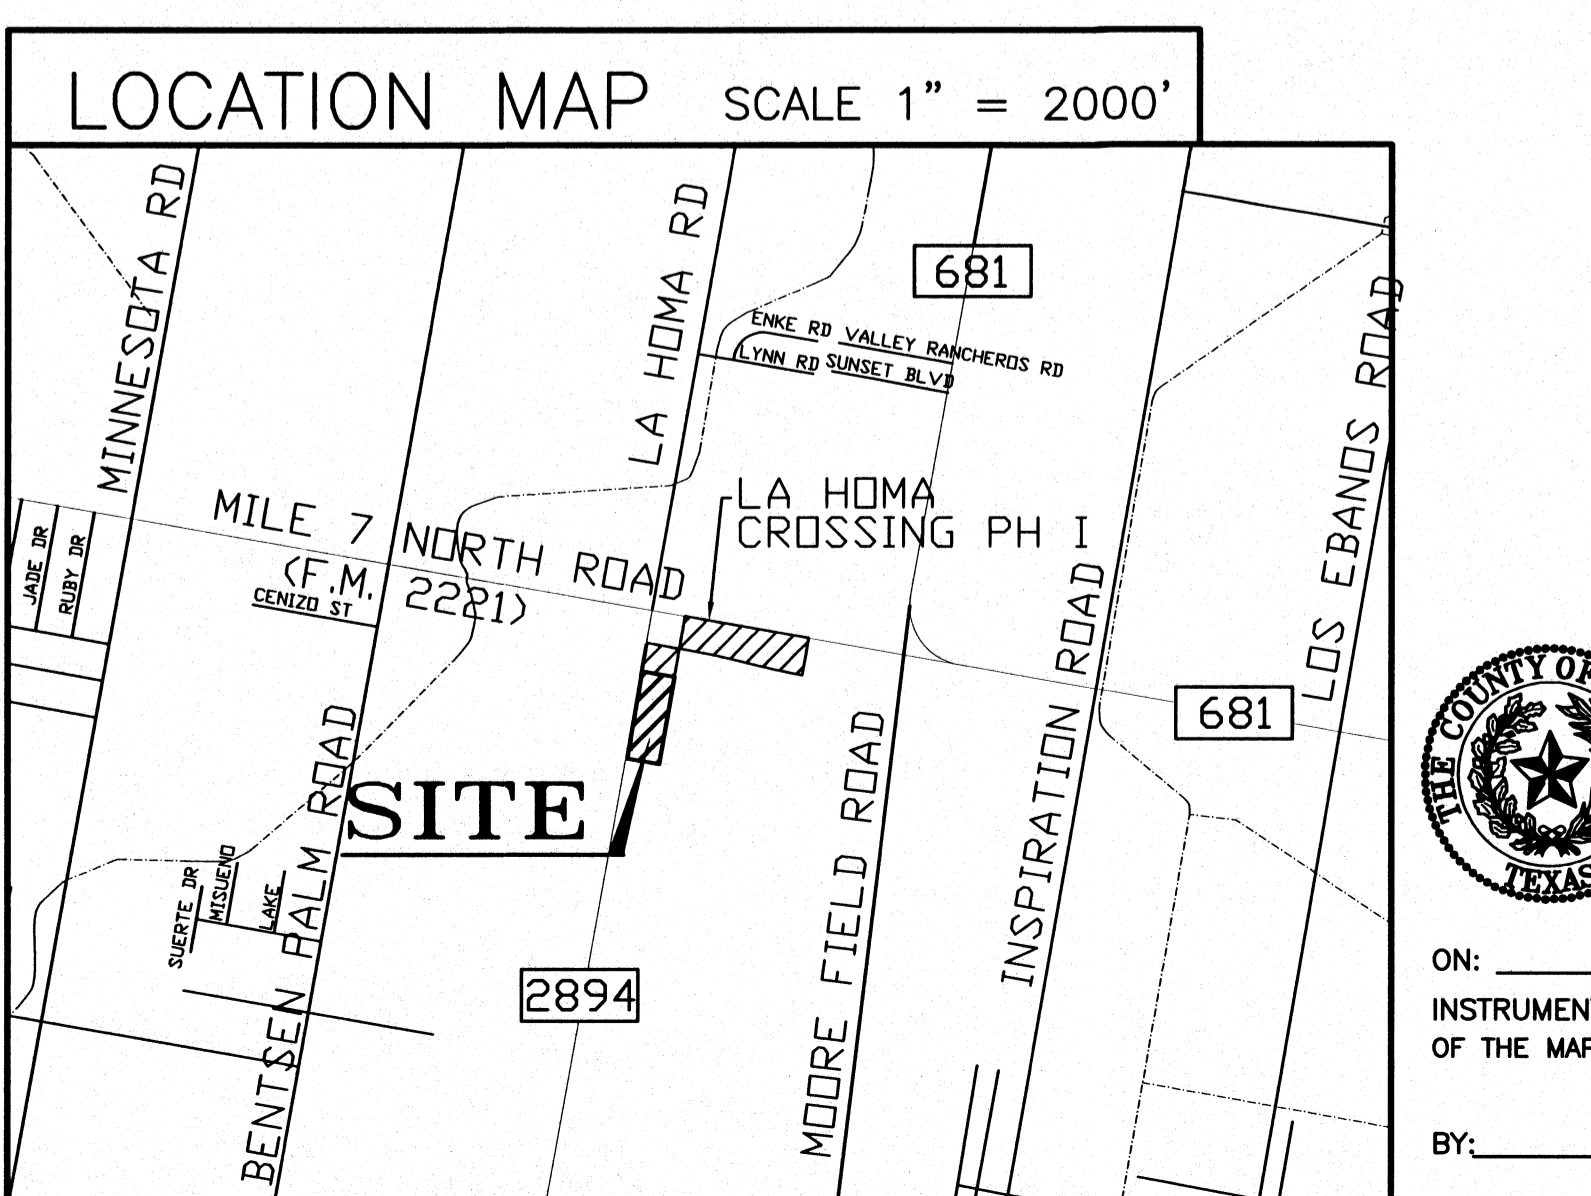 LOCATION MAP SCALE 1" = 2000'
MINNESOTA RD
LA HOMA RD
681
ENKE RD
VALLEY RANCHEROS RD
LYNN RD
SUNSET BLVD
LOS EBANOS ROAD
LA HOMA
CROSSING PH I
MILE 7 NORTH ROAD
(F.M. 2221)
CENIZO ST
JADE DR
RUBY DR
INSPIRATION ROAD
681
MOORE FIELD ROAD
BENTSEN PALM ROAD
SITE
SUERTE DR
MISUENO
LAKE
2894
THE COUNTY OF
TEXAS
ON:
INSTRUMEN
OF THE MAP
BY: